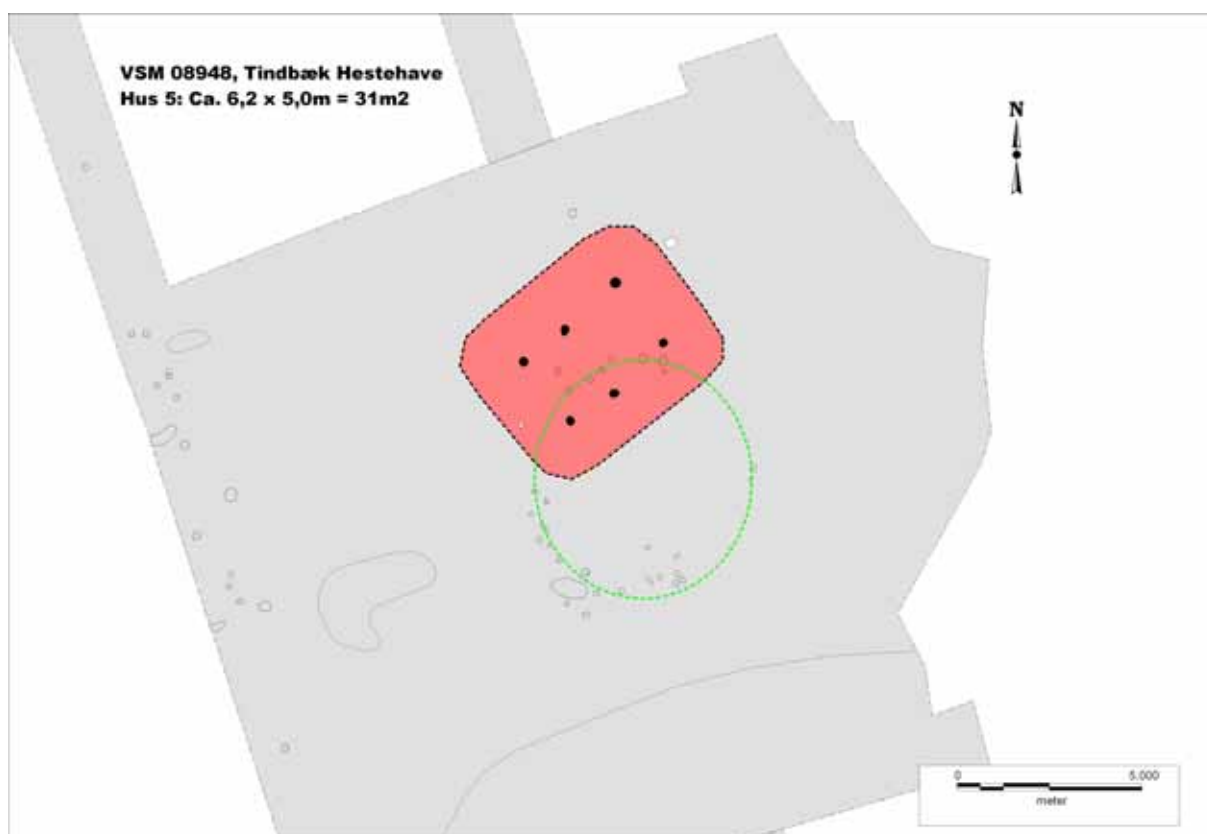 VSM 08948, Tindbæk Hestehave
Hus 5: Ca. 6,2 x 5,0m = 31m2
N
0 5.000
meter